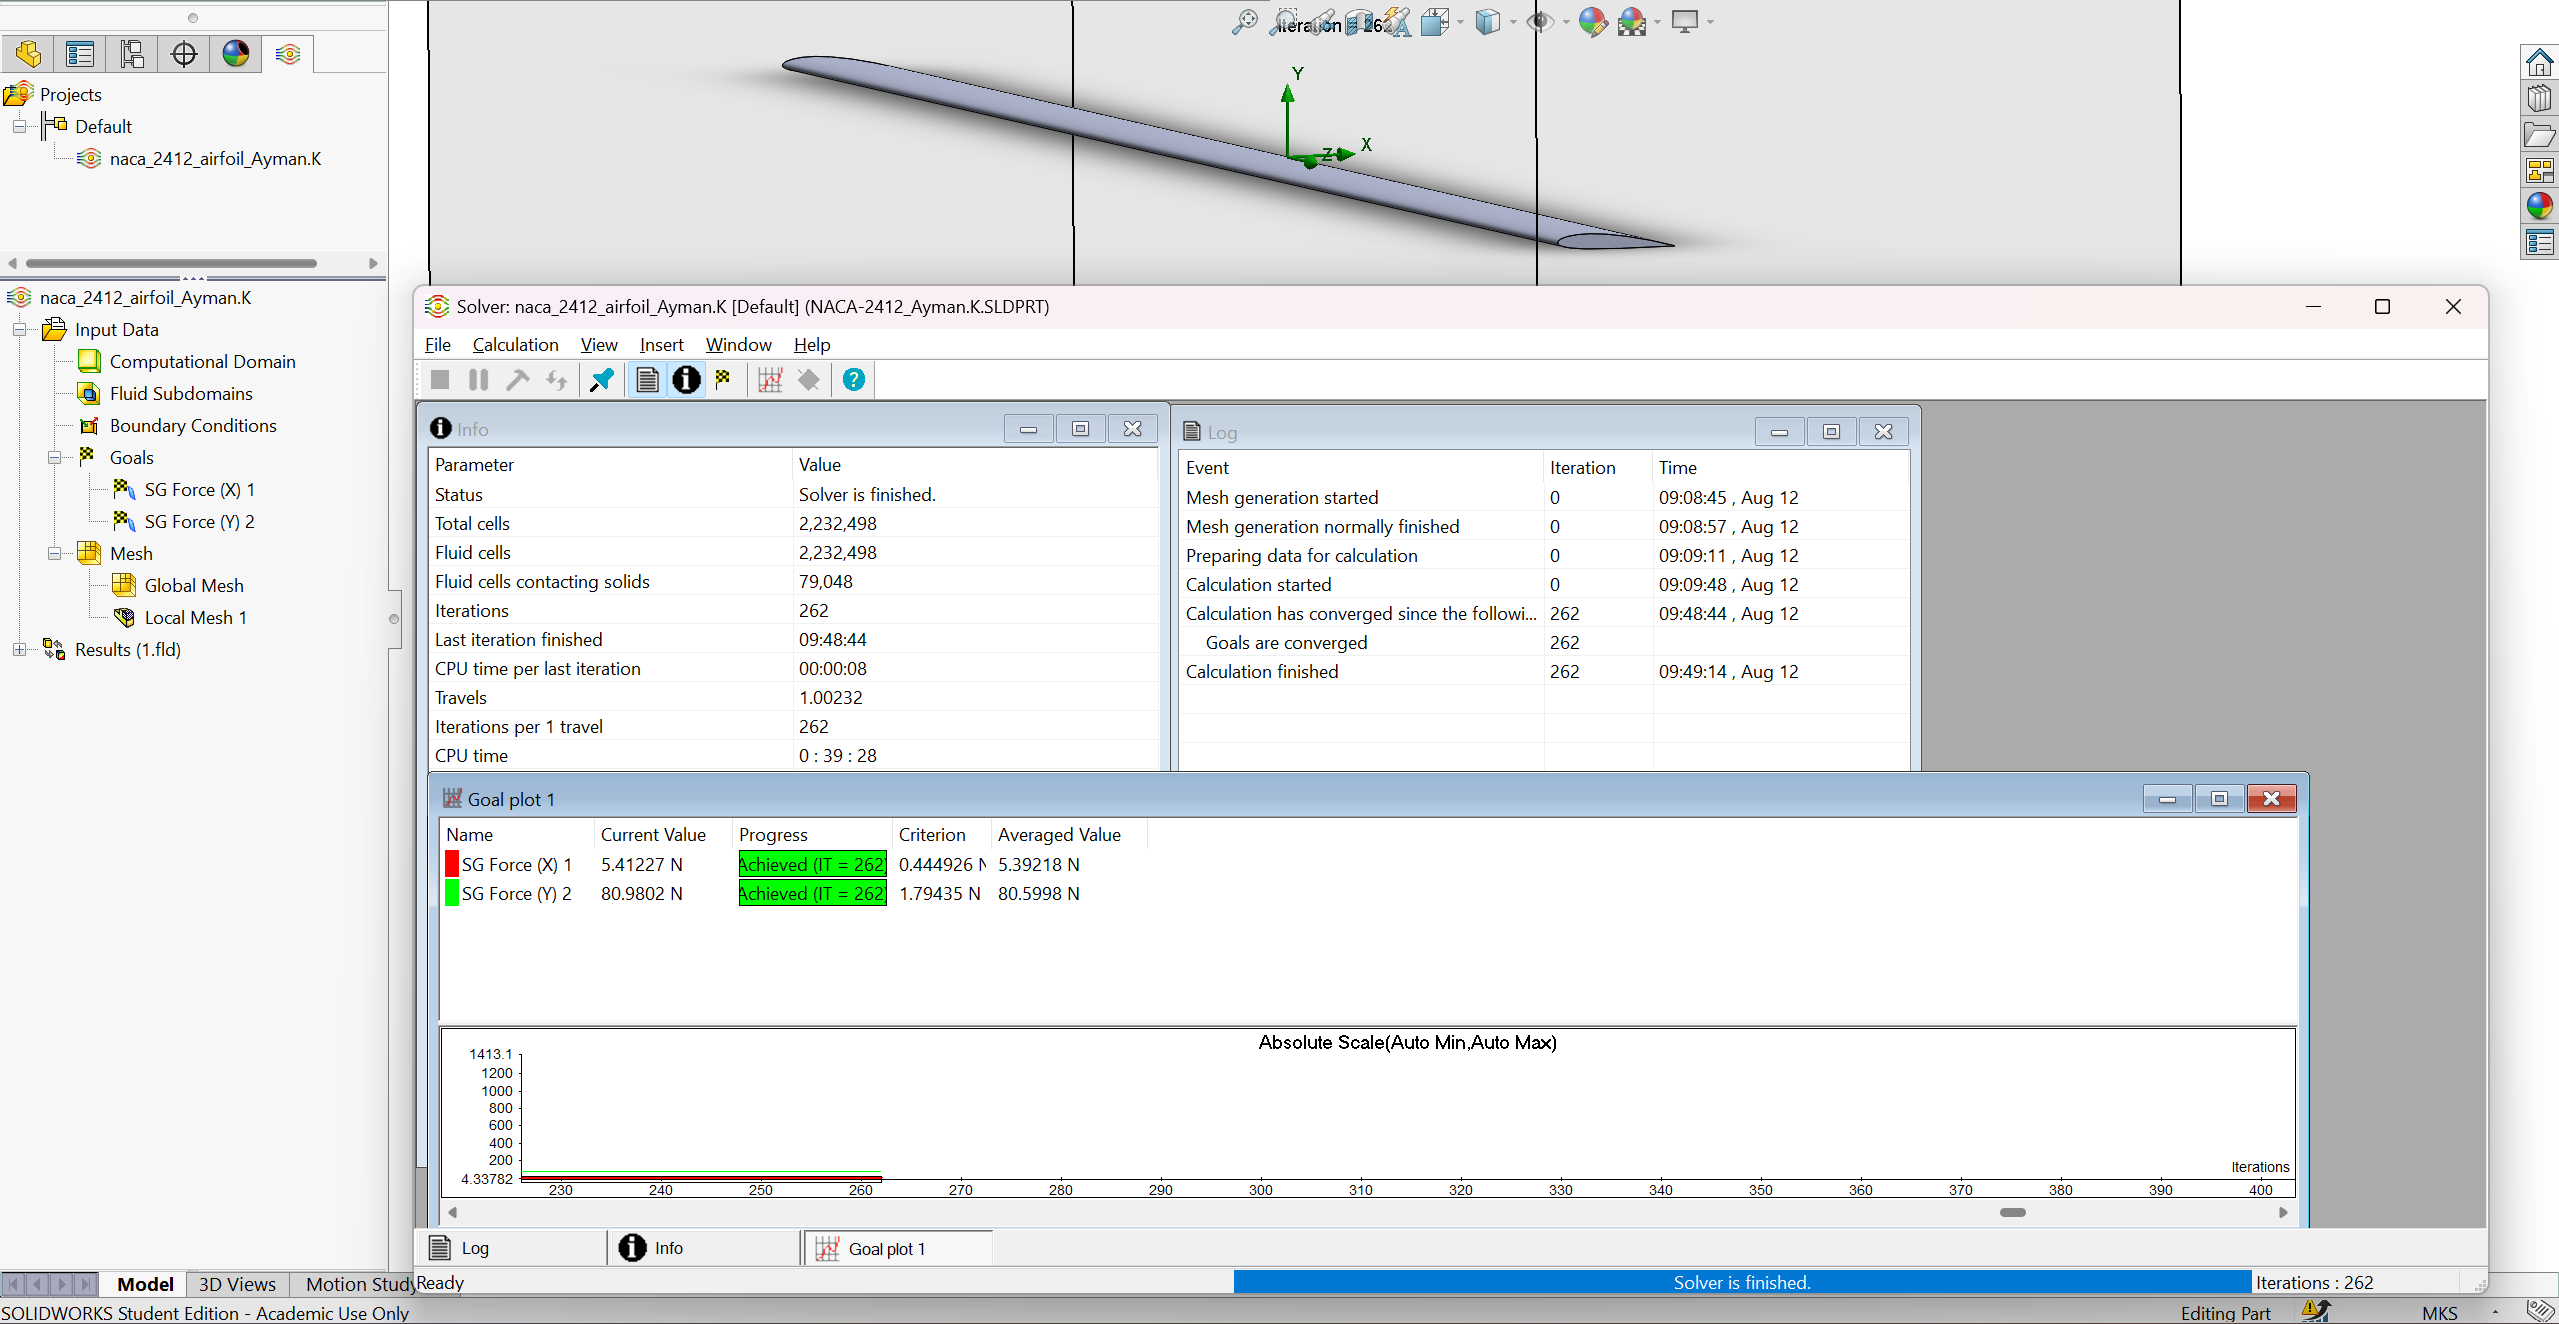 Iteration = 262
Projects
Default
naca_2412_airfoil_Ayman.K
Y
X
Z
naca_2412_airfoil_Ayman.K
Input Data
Computational Domain
Fluid Subdomains
Boundary Conditions
Goals
SG Force (X) 1
SG Force (Y) 2
Mesh
Global Mesh
Local Mesh 1
Results (1.fld)
Solver: naca_2412_airfoil_Ayman.K [Default] (NACA-2412_Ayman.K.SLDPRT)
File Calculation View Insert Window Help
Info
Parameter Value
Status Solver is finished.
Total cells 2,232,498
Fluid cells 2,232,498
Fluid cells contacting solids 79,048
Iterations 262
Last iteration finished 09:48:44
CPU time per last iteration 00:00:08
Travels 1.00232
Iterations per 1 travel 262
CPU time 0 : 39 : 28
Log
Event Iteration Time
Mesh generation started 0 09:08:45 , Aug 12
Mesh generation normally finished 0 09:08:57 , Aug 12
Preparing data for calculation 0 09:09:11 , Aug 12
Calculation started 0 09:09:48 , Aug 12
Calculation has converged since the followi... 262 09:48:44 , Aug 12
Goals are converged 262
Calculation finished 262 09:49:14 , Aug 12
Goal plot 1
Name Current Value Progress Criterion Averaged Value
SG Force (X) 1 5.41227 N Achieved (IT = 262) 0.444926 N 5.39218 N
SG Force (Y) 2 80.9802 N Achieved (IT = 262) 1.79435 N 80.5998 N
Absolute Scale(Auto Min,Auto Max)
1413.1
1200
1000
800
600
400
200
4.33782
Iterations
230 240 250 260 270 280 290 300 310 320 330 340 350 360 370 380 390 400
Log Info Goal plot 1
Ready Solver is finished. Iterations : 262
Model 3D Views Motion Study
SOLIDWORKS Student Edition - Academic Use Only Editing Part MKS